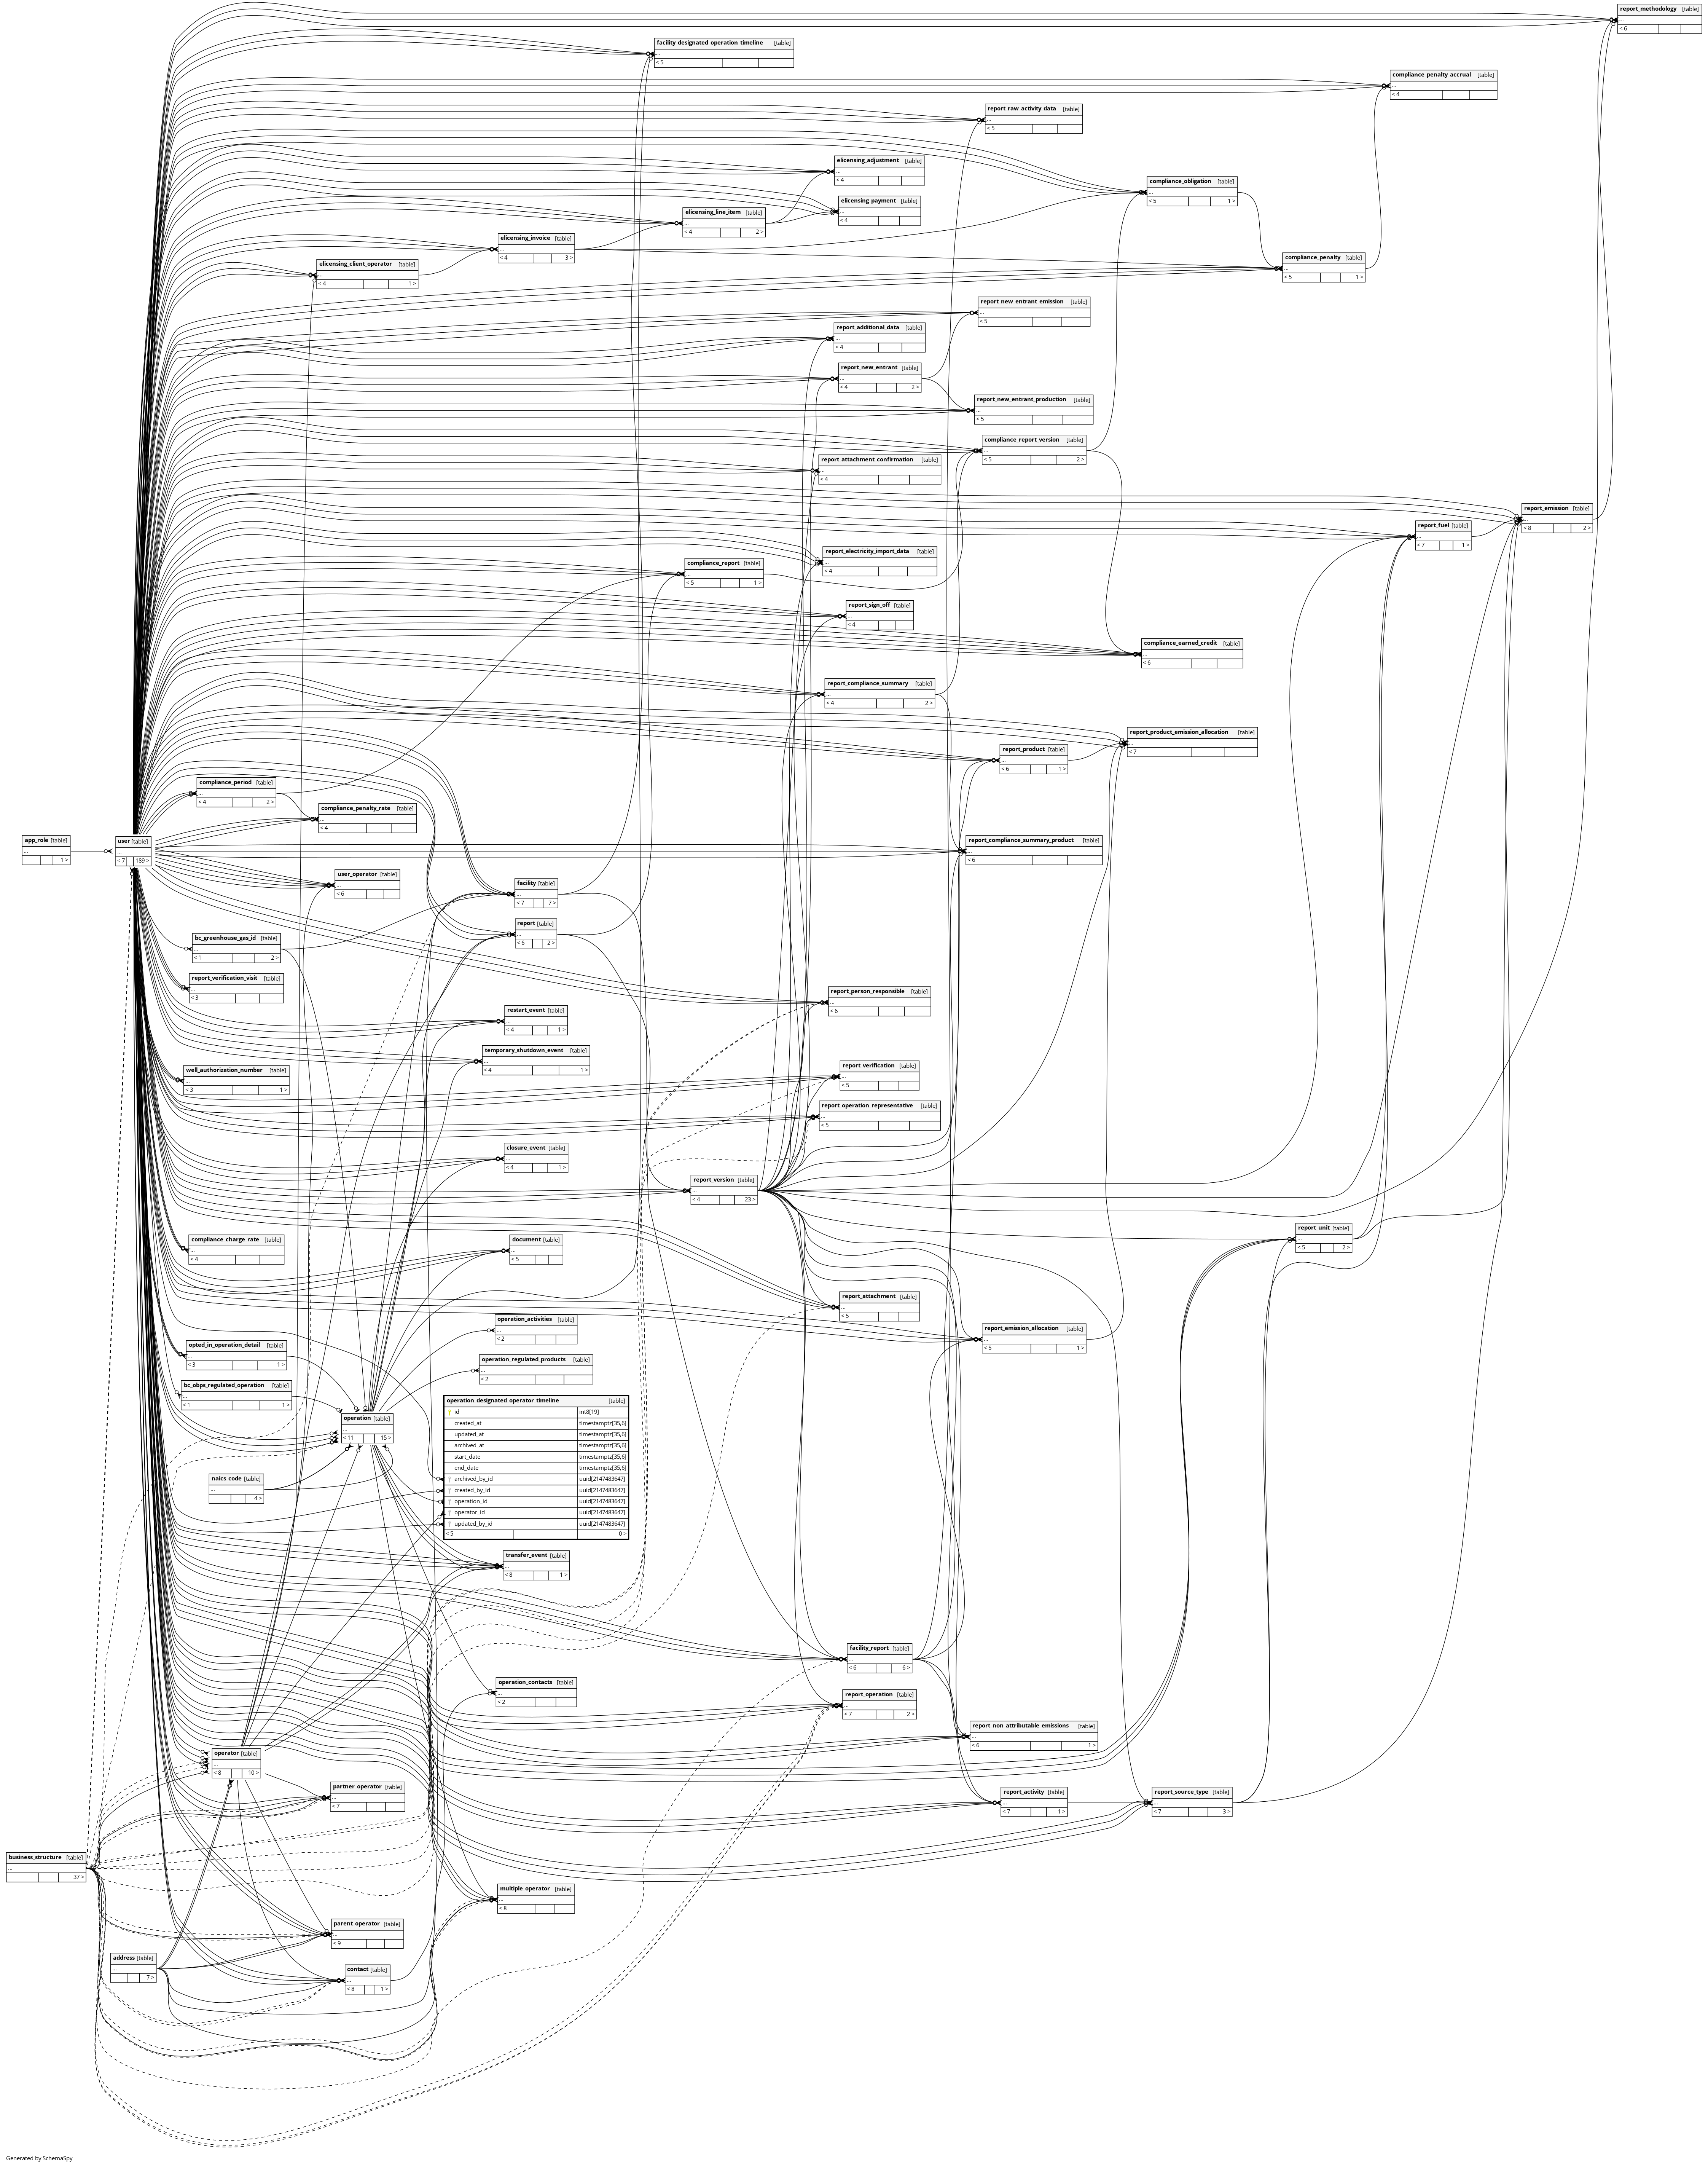 report_methodology [table]
...
< 6
facility_designated_operation_timeline [table]
...
< 5
compliance_penalty_accrual [table]
...
< 4
report_raw_activity_data [table]
...
< 5
elicensing_adjustment [table]
...
< 4
compliance_obligation [table]
...
< 5 1 >
elicensing_payment [table]
...
< 4
elicensing_line_item [table]
...
< 4 2 >
elicensing_invoice [table]
...
< 4 3 >
compliance_penalty [table]
...
< 5 1 >
elicensing_client_operator [table]
...
< 4 1 >
report_new_entrant_emission [table]
...
< 5
report_additional_data [table]
...
< 4
report_new_entrant [table]
...
< 4 2 >
report_new_entrant_production [table]
...
< 5
compliance_report_version [table]
...
< 5 2 >
report_attachment_confirmation [table]
...
< 4
report_emission [table]
...
< 8 2 >
report_fuel [table]
...
< 7 1 >
report_electricity_import_data [table]
...
< 4
compliance_report [table]
...
< 5 1 >
report_sign_off [table]
...
< 4
compliance_earned_credit [table]
...
< 6
report_compliance_summary [table]
...
< 4 2 >
report_product_emission_allocation [table]
...
< 7
report_product [table]
...
< 6 1 >
compliance_period [table]
...
< 4 2 >
compliance_penalty_rate [table]
...
< 4
app_role [table]
...
1 >
user [table]
...
< 7 189 >
report_compliance_summary_product [table]
...
< 6
user_operator [table]
...
< 6
facility [table]
...
< 7 7 >
report [table]
...
< 6 2 >
bc_greenhouse_gas_id [table]
...
< 1 2 >
report_verification_visit [table]
...
< 3
report_person_responsible [table]
...
< 6
restart_event [table]
...
< 4 1 >
temporary_shutdown_event [table]
...
< 4 1 >
well_authorization_number [table]
...
< 3 1 >
report_verification [table]
...
< 5
report_operation_representative [table]
...
< 5
closure_event [table]
...
< 4 1 >
report_version [table]
...
< 4 23 >
report_unit [table]
...
< 5 2 >
compliance_charge_rate [table]
...
< 4
document [table]
...
< 5
report_attachment [table]
...
< 5
operation_activities [table]
...
< 2
report_emission_allocation [table]
...
< 5 1 >
opted_in_operation_detail [table]
...
< 3 1 >
operation_regulated_products [table]
...
< 2
bc_obps_regulated_operation [table]
...
< 1 1 >
operation [table]
...
< 11 15 >
operation_designated_operator_timeline [table]
id int8[19]
created_at timestamptz[35,6]
updated_at timestamptz[35,6]
archived_at timestamptz[35,6]
start_date timestamptz[35,6]
end_date timestamptz[35,6]
archived_by_id uuid[2147483647]
created_by_id uuid[2147483647]
operation_id uuid[2147483647]
operator_id uuid[2147483647]
updated_by_id uuid[2147483647]
< 5 0 >
naics_code [table]
...
4 >
transfer_event [table]
...
< 8 1 >
facility_report [table]
...
< 6 6 >
operation_contacts [table]
...
< 2
report_operation [table]
...
< 7 2 >
report_non_attributable_emissions [table]
...
< 6 1 >
operator [table]
...
< 8 10 >
partner_operator [table]
...
< 7
report_activity [table]
...
< 7 1 >
report_source_type [table]
...
< 7 3 >
business_structure [table]
...
37 >
multiple_operator [table]
...
< 8
parent_operator [table]
...
< 9
address [table]
...
7 >
contact [table]
...
< 8 1 >
Generated by SchemaSpy